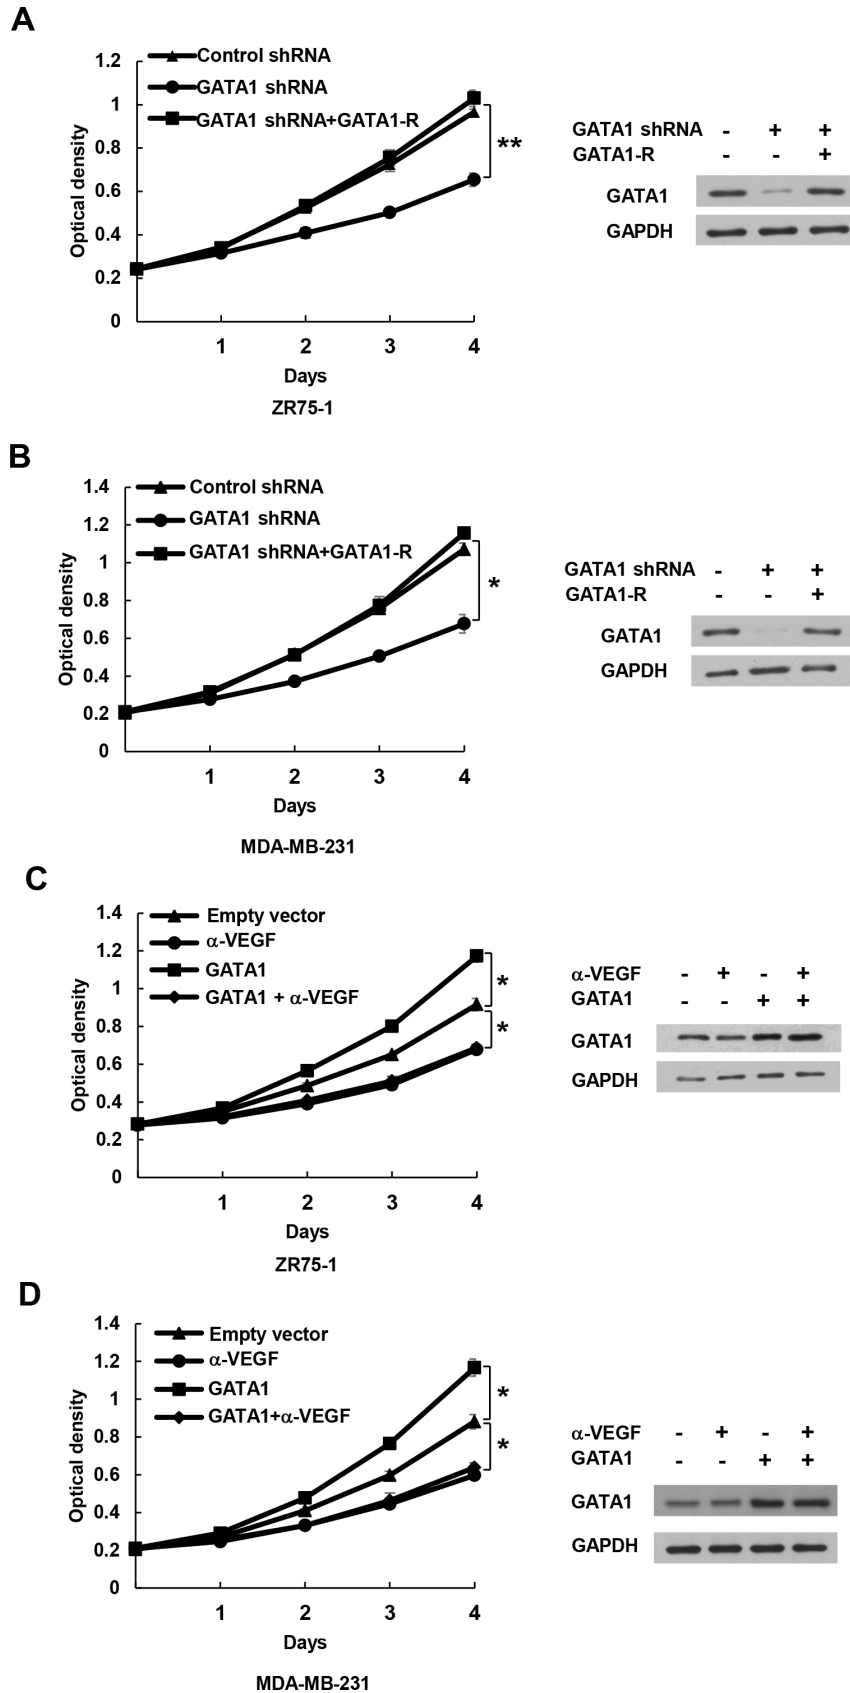 A
1.2
1
0.8
0.6
0.4
0.2
0
Optical density
Control shRNA
GATA1 shRNA
GATA1 shRNA+GATA1-R
**
1 2 3 4
Days
ZR75-1
GATA1 shRNA - + +
GATA1-R - - +
GATA1
GAPDH
B
1.4
1.2
1
0.8
0.6
0.4
0.2
0
Optical density
Control shRNA
GATA1 shRNA
GATA1 shRNA+GATA1-R
*
1 2 3 4
Days
MDA-MB-231
GATA1 shRNA - + +
GATA1-R - - +
GATA1
GAPDH
C
1.4
1.2
1
0.8
0.6
0.4
0.2
0
Optical density
Empty vector
α-VEGF
GATA1
GATA1 + α-VEGF
*
*
1 2 3 4
Days
ZR75-1
α-VEGF - + - +
GATA1 - - + +
GATA1
GAPDH
D
1.4
1.2
1
0.8
0.6
0.4
0.2
0
Optical density
Empty vector
α-VEGF
GATA1
GATA1+α-VEGF
*
*
1 2 3 4
Days
MDA-MB-231
α-VEGF - + - +
GATA1 - - + +
GATA1
GAPDH